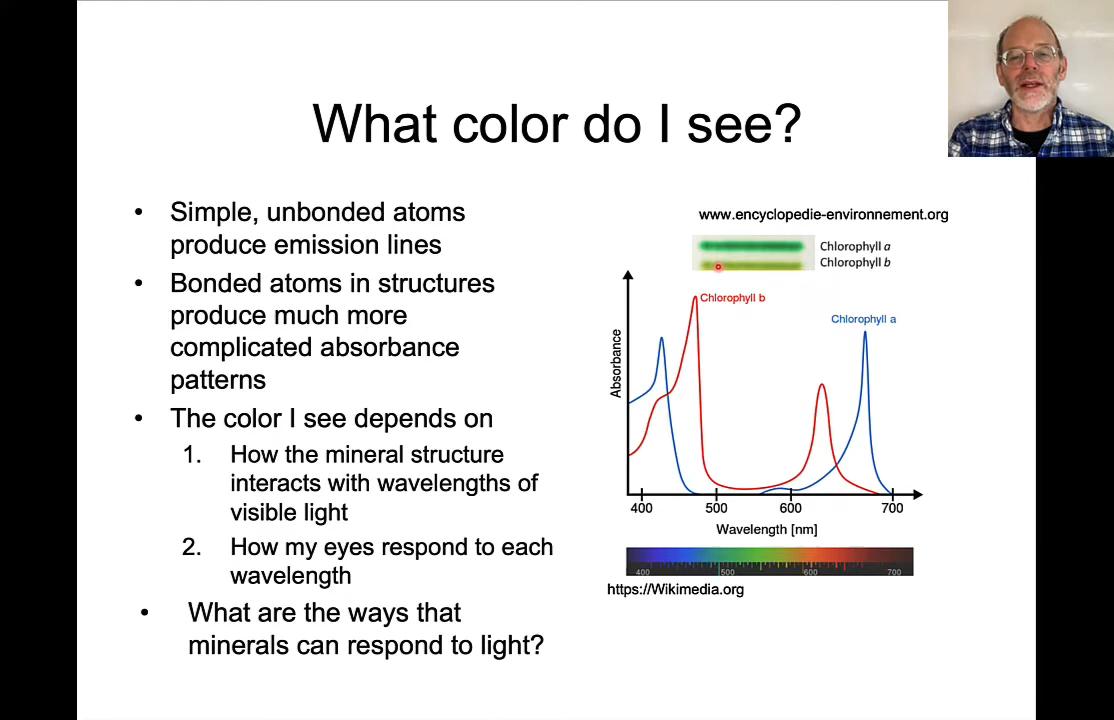 What color do I see?
• Simple, unbonded atoms
produce emission lines
• Bonded atoms in structures
produce much more
complicated absorbance
patterns
• The color I see depends on
1. How the mineral structure
interacts with wavelengths of
visible light
2. How my eyes respond to each
wavelength
• What are the ways that
minerals can respond to light?
www.encyclopedie-environnement.org
Chlorophyll a
Chlorophyll b
Chlorophyll b
Chlorophyll a
Absorbance
400 500 600 700
Wavelength [nm]
400 500 600 700
https://Wikimedia.org